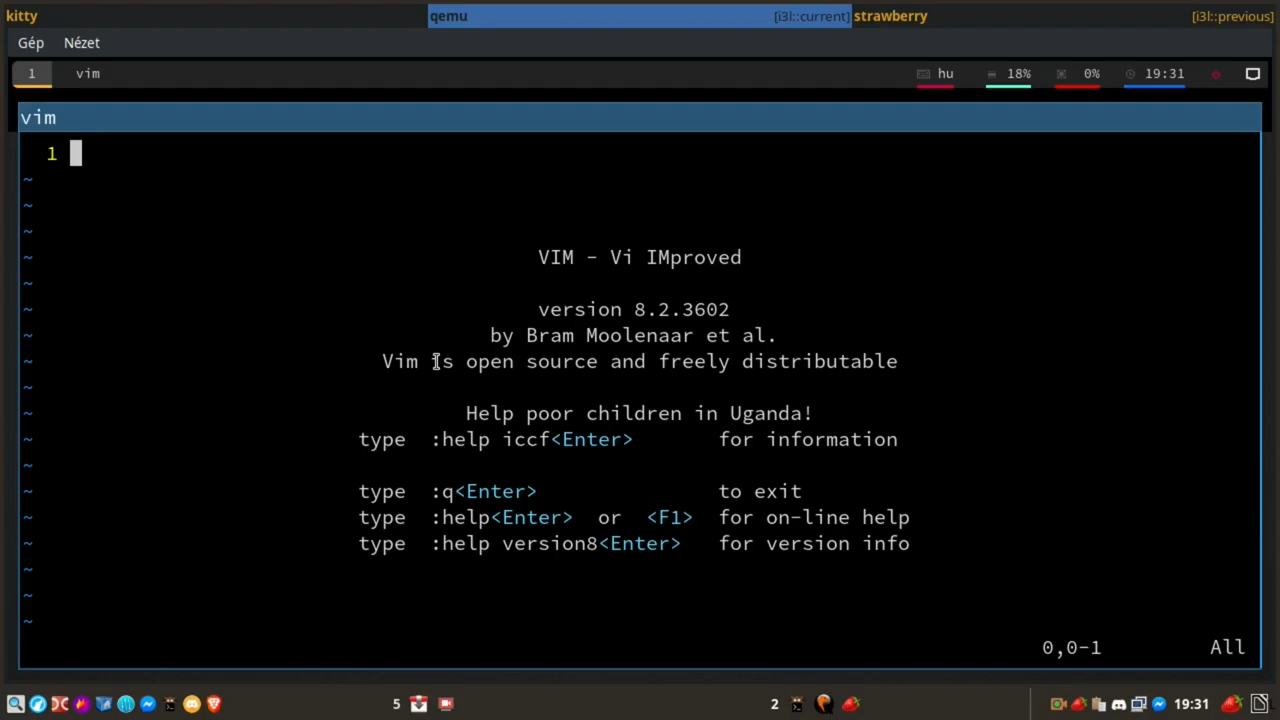 kitty qemu [i3l::current] strawberry [i3l::previous]
Gép Nézet
1 vim hu 18% 0% 19:31
vim
1
~
~
~
~ VIM - Vi IMproved
~
~ version 8.2.3602
~ by Bram Moolenaar et al.
~ Vim is open source and freely distributable
~
~ Help poor children in Uganda!
~ type :help iccf<Enter> for information
~
~ type :q<Enter> to exit
~ type :help<Enter> or <F1> for on-line help
~ type :help version8<Enter> for version info
~
~
~
0,0-1 All
5 2 19:31